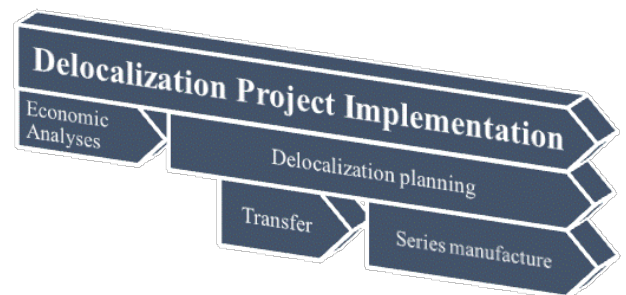 Delocalization Project Implementation
Economic
Analyses
Delocalization planning
Transfer
Series manufacture